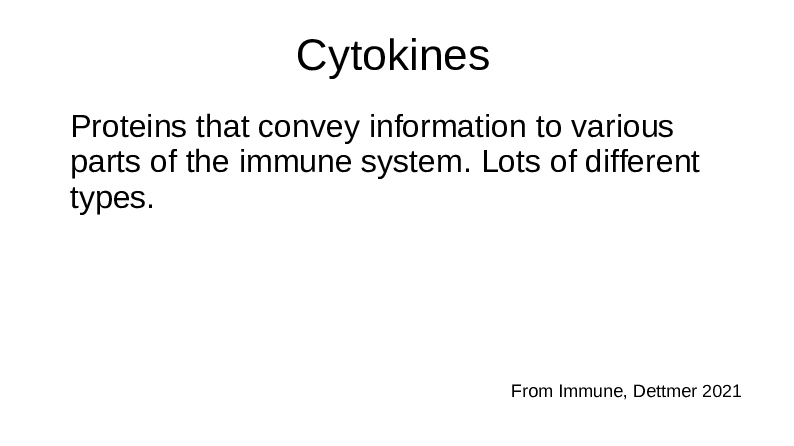 Cytokines
Proteins that convey information to various
parts of the immune system. Lots of different
types.
From Immune, Dettmer 2021